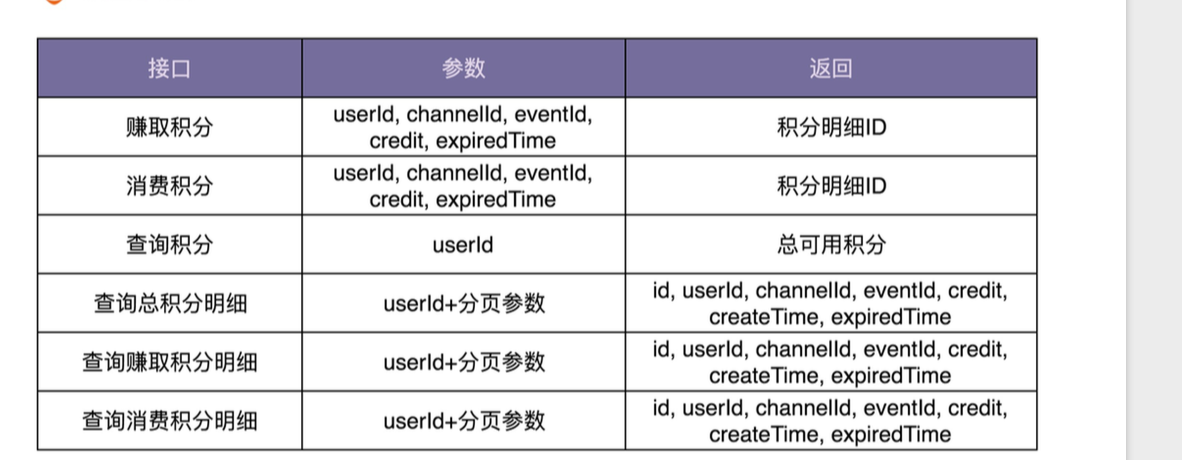 接口 参数 返回
赚取积分 userId, channelId, eventId, credit, expiredTime 积分明细ID
消费积分 userId, channelId, eventId, credit, expiredTime 积分明细ID
查询积分 userId 总可用积分
查询总积分明细 userId+分页参数 id, userId, channelId, eventId, credit, createTime, expiredTime
查询赚取积分明细 userId+分页参数 id, userId, channelId, eventId, credit, createTime, expiredTime
查询消费积分明细 userId+分页参数 id, userId, channelId, eventId, credit, createTime, expiredTime